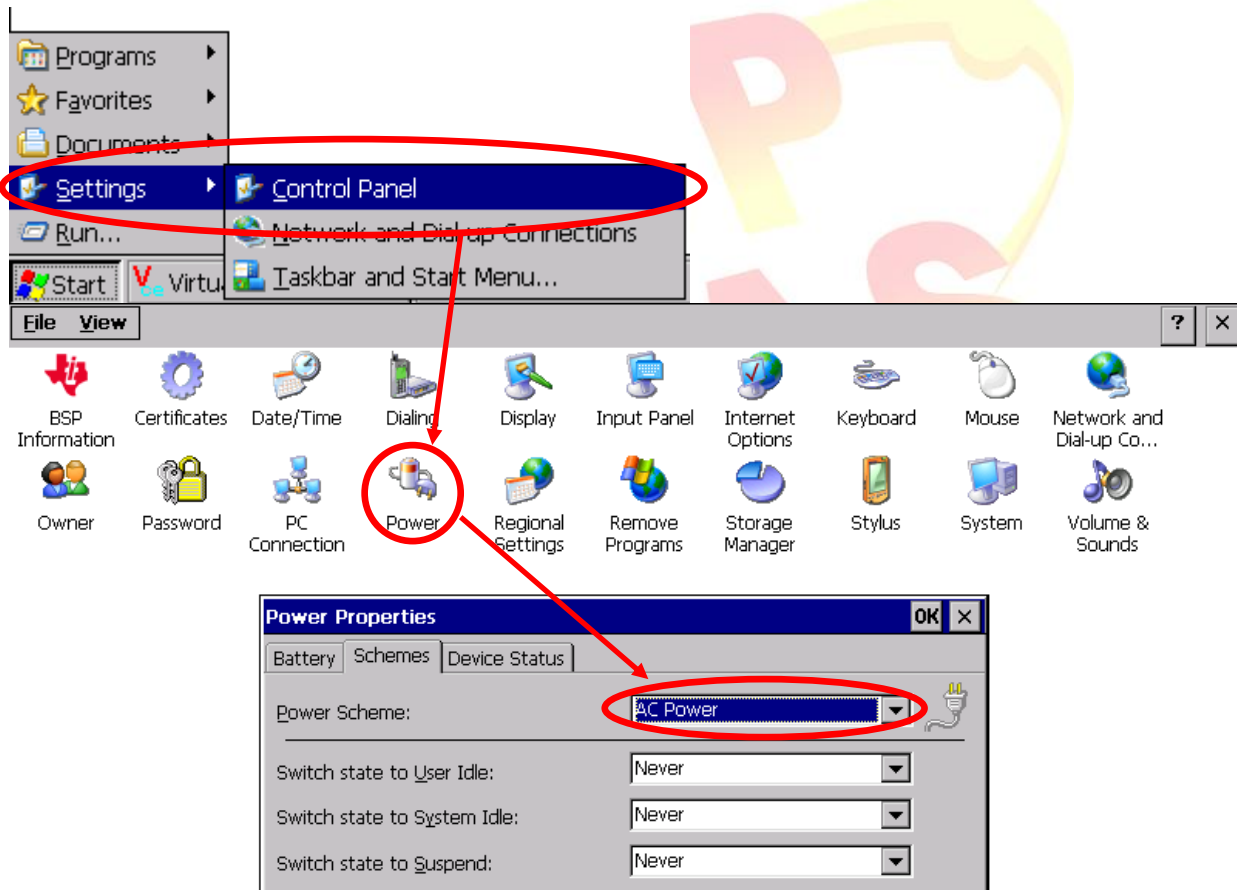 Programs
Favorites
Documents
Settings
Control Panel
Run...
Network and Dial-up Connections
Start
Vce Virtu
Taskbar and Start Menu...
File View ? ×
BSP Information
Certificates
Date/Time
Dialing
Display
Input Panel
Internet Options
Keyboard
Mouse
Network and Dial-up Co...
Owner
Password
PC Connection
Power
Regional Settings
Remove Programs
Storage Manager
Stylus
System
Volume & Sounds
Power Properties OK ×
Battery Schemes Device Status
Power Scheme: AC Power
Switch state to User Idle: Never
Switch state to System Idle: Never
Switch state to Suspend: Never